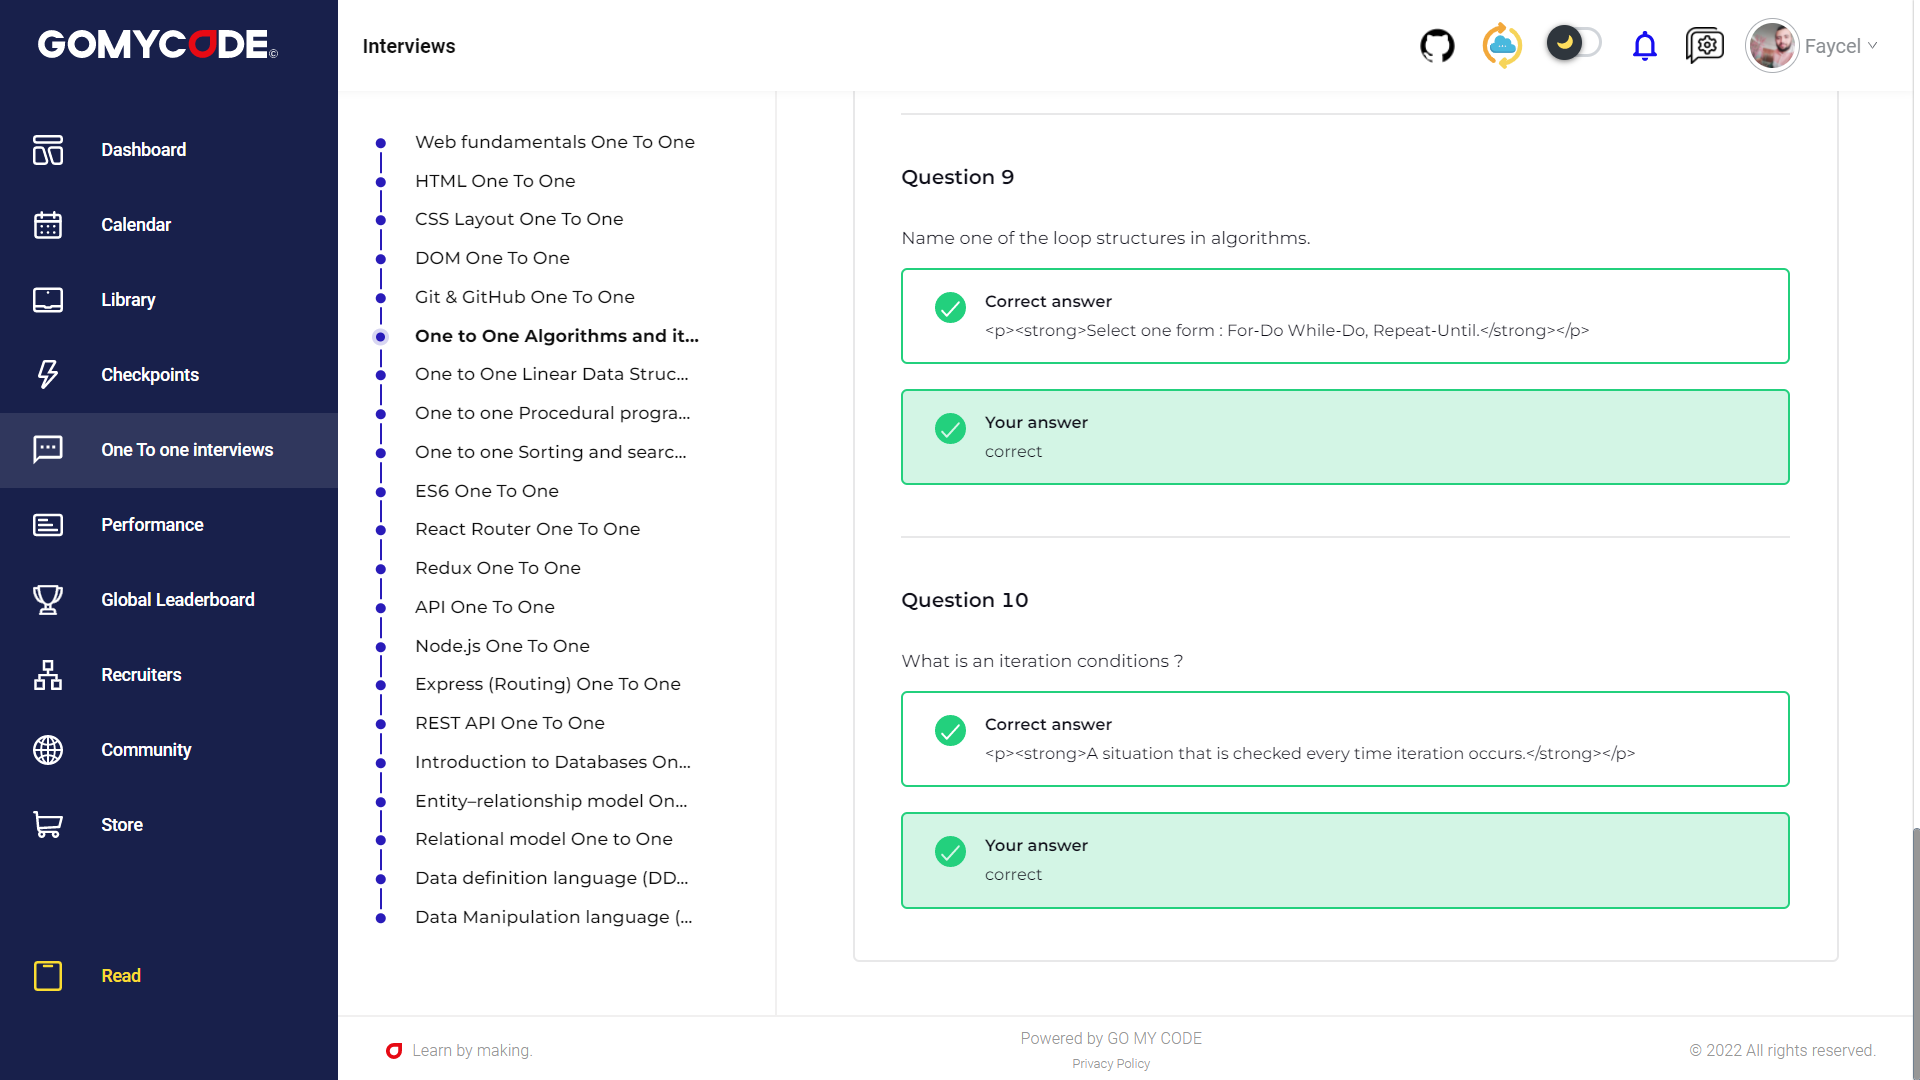 GOMYCODE©
Interviews
Faycel
Dashboard
Calendar
Library
Checkpoints
One To one interviews
Performance
Global Leaderboard
Recruiters
Community
Store
Read
Web fundamentals One To One
HTML One To One
CSS Layout One To One
DOM One To One
Git & GitHub One To One
One to One Algorithms and it...
One to One Linear Data Struc...
One to one Procedural progra...
One to one Sorting and searc...
ES6 One To One
React Router One To One
Redux One To One
API One To One
Node.js One To One
Express (Routing) One To One
REST API One To One
Introduction to Databases On...
Entity–relationship model On...
Relational model One to One
Data definition language (DD...
Data Manipulation language (...
Question 9
Name one of the loop structures in algorithms.
Correct answer
<p><strong>Select one form : For-Do While-Do, Repeat-Until.</strong></p>
Your answer
correct
Question 10
What is an iteration conditions ?
Correct answer
<p><strong>A situation that is checked every time iteration occurs.</strong></p>
Your answer
correct
Learn by making.
Powered by GO MY CODE
Privacy Policy
© 2022 All rights reserved.